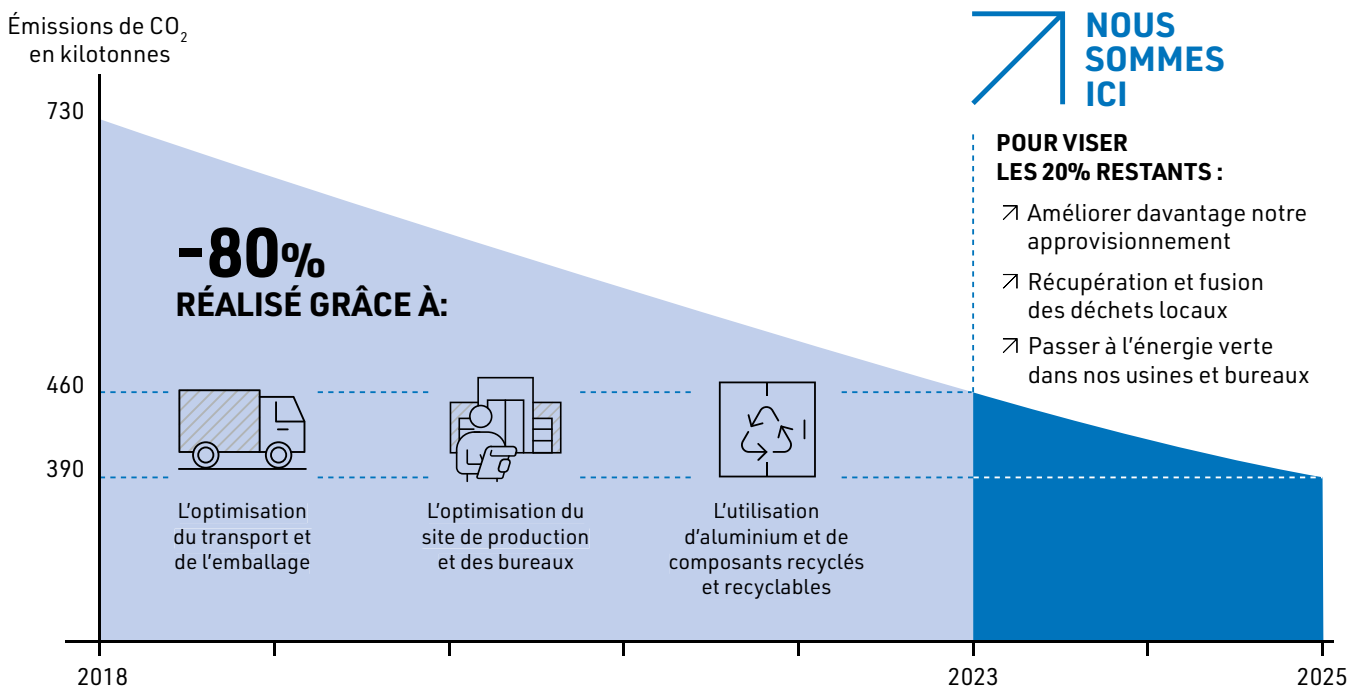 Émissions de CO₂
en kilotonnes
730
460
390
-80%
RÉALISÉ GRÂCE À:
L'optimisation
du transport et
de l'emballage
L'optimisation du
site de production
et des bureaux
L'utilisation
d'aluminium et de
composants recyclés
et recyclables
NOUS
SOMMES
ICI
POUR VISER
LES 20% RESTANTS :
Améliorer davantage notre
approvisionnement
Récupération et fusion
des déchets locaux
Passer à l'énergie verte
dans nos usines et bureaux
2018
2023
2025